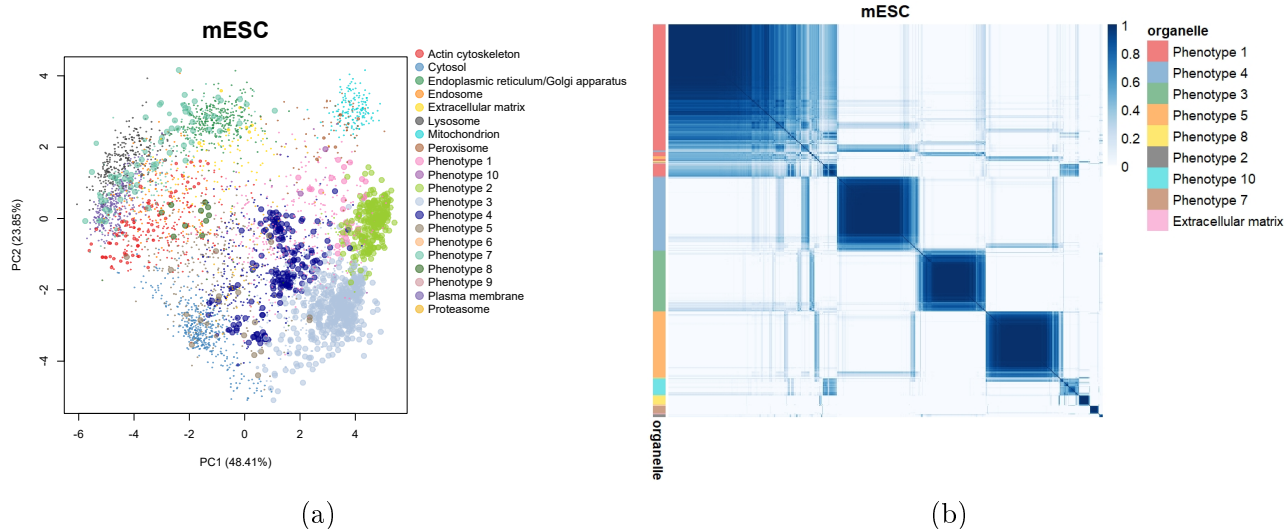 mESC
4
2
0
-2
-4
PC2 (23.85%)
-6
-4
-2
0
2
4
PC1 (48.41%)
Actin cytoskeleton
Cytosol
Endoplasmic reticulum/Golgi apparatus
Endosome
Extracellular matrix
Lysosome
Mitochondrion
Peroxisome
Phenotype 1
Phenotype 10
Phenotype 2
Phenotype 3
Phenotype 4
Phenotype 5
Phenotype 6
Phenotype 7
Phenotype 8
Phenotype 9
Plasma membrane
Proteasome
(a)
mESC
1
0.8
0.6
0.4
0.2
0
organelle
Phenotype 1
Phenotype 4
Phenotype 3
Phenotype 5
Phenotype 8
Phenotype 2
Phenotype 10
Phenotype 7
Extracellular matrix
organelle
(b)